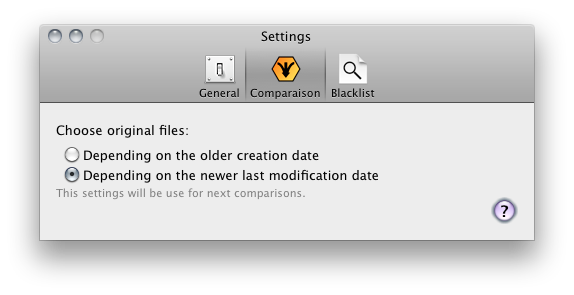 Settings
General Comparaison Blacklist
Choose original files:
Depending on the older creation date
Depending on the newer last modification date
This settings will be use for next comparisons.
?